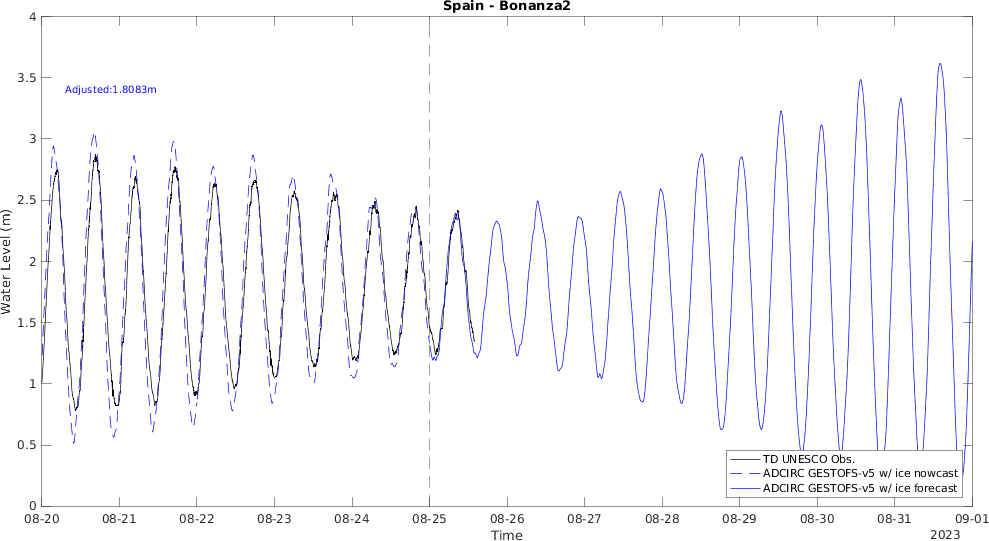 Spain - Bonanza2
Adjusted:1.8083m
Water Level (m)
4
3.5
3
2.5
2
1.5
1
0.5
0
TD UNESCO Obs.
ADCIRC GESTOFS-v5 w/ ice nowcast
ADCIRC GESTOFS-v5 w/ ice forecast
08-20 08-21 08-22 08-23 08-24 08-25 08-26 08-27 08-28 08-29 08-30 08-31 09-01
Time
2023